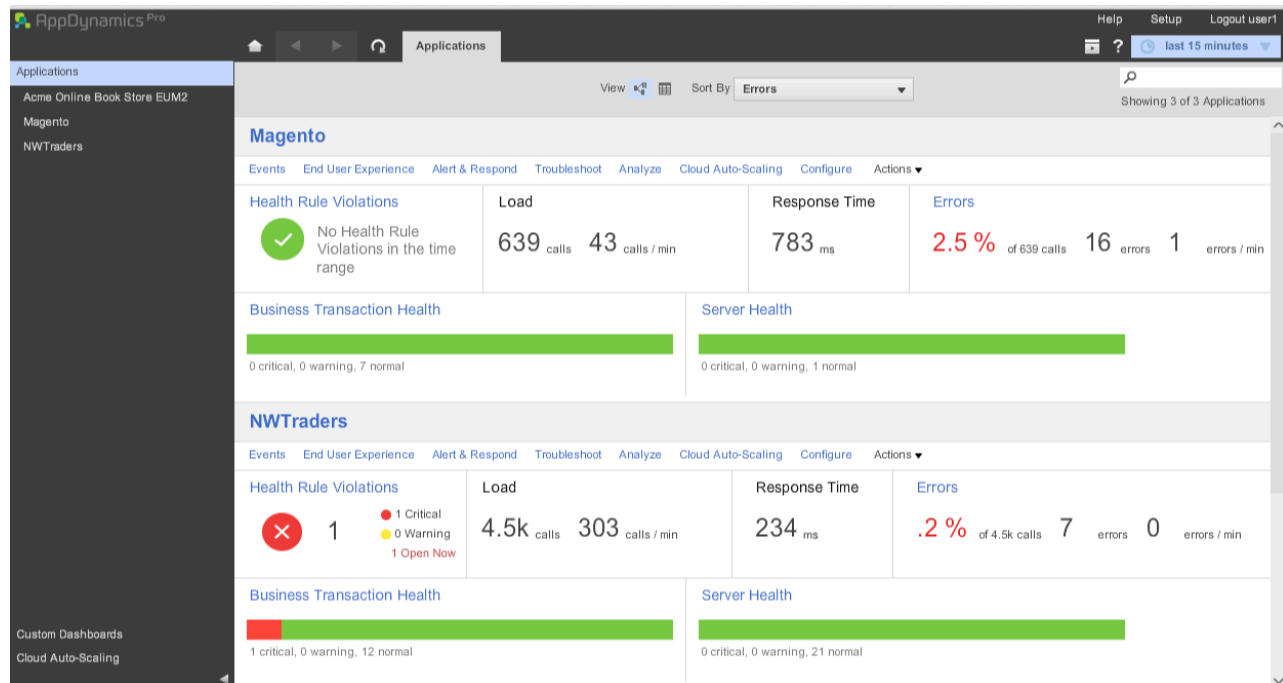 AppDynamics Pro
Help Setup Logout user1
Applications
? last 15 minutes
Applications
Acme Online Book Store EUM2
Magento
NWTraders
View Sort By Errors
Showing 3 of 3 Applications
Magento
Events End User Experience Alert & Respond Troubleshoot Analyze Cloud Auto-Scaling Configure Actions
Health Rule Violations Load Response Time Errors
No Health Rule
Violations in the time
range
639 calls 43 calls / min 783 ms 2.5 % of 639 calls 16 errors 1 errors / min
Business Transaction Health Server Health
0 critical, 0 warning, 7 normal 0 critical, 0 warning, 1 normal
NWTraders
Events End User Experience Alert & Respond Troubleshoot Analyze Cloud Auto-Scaling Configure Actions
Health Rule Violations Load Response Time Errors
1
1 Critical
0 Warning
1 Open Now
4.5k calls 303 calls / min 234 ms .2 % of 4.5k calls 7 errors 0 errors / min
Business Transaction Health Server Health
1 critical, 0 warning, 12 normal 0 critical, 0 warning, 21 normal
Custom Dashboards
Cloud Auto-Scaling